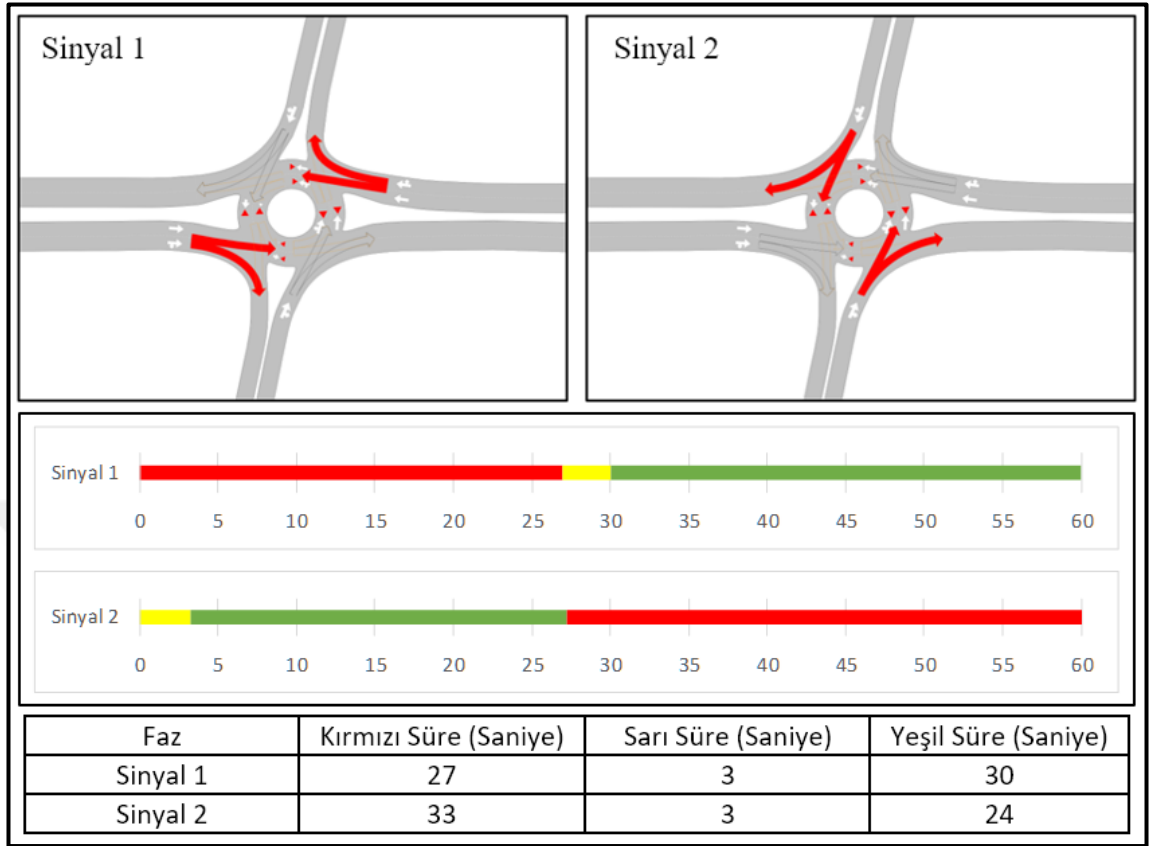 Sinyal 1
Sinyal 2
Sinyal 1
0 5 10 15 20 25 30 35 40 45 50 55 60
Sinyal 2
0 5 10 15 20 25 30 35 40 45 50 55 60
Faz Kırmızı Süre (Saniye) Sarı Süre (Saniye) Yeşil Süre (Saniye)
Sinyal 1 27 3 30
Sinyal 2 33 3 24